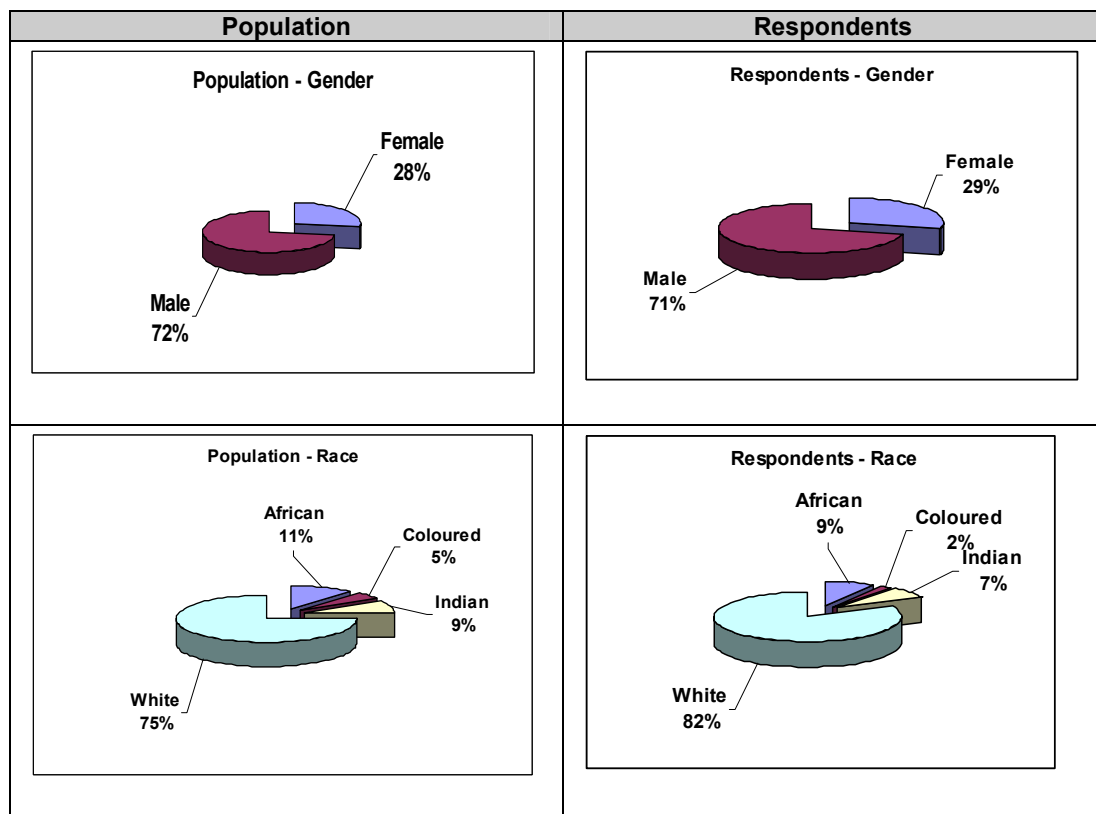 Population
Respondents
Population - Gender
Female
28%
Male
72%
Respondents - Gender
Female
29%
Male
71%
Population - Race
African
11%
Coloured
5%
Indian
9%
White
75%
Respondents - Race
African
9%
Coloured
2%
Indian
7%
White
82%